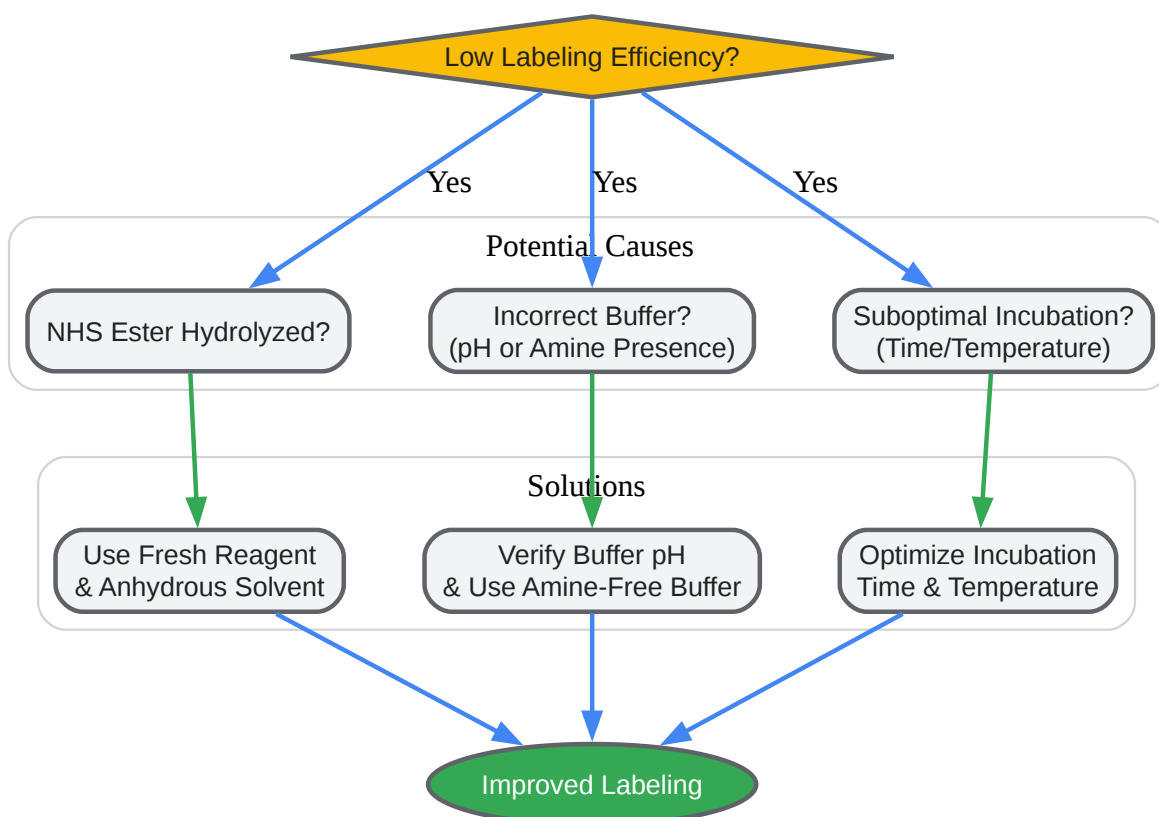 Low Labeling Efficiency?
Yes
Yes
Yes
Potential Causes
NHS Ester Hydrolyzed?
Incorrect Buffer?
(pH or Amine Presence)
Suboptimal Incubation?
(Time/Temperature)
Solutions
Use Fresh Reagent
& Anhydrous Solvent
Verify Buffer pH
& Use Amine-Free Buffer
Optimize Incubation
Time & Temperature
Improved Labeling